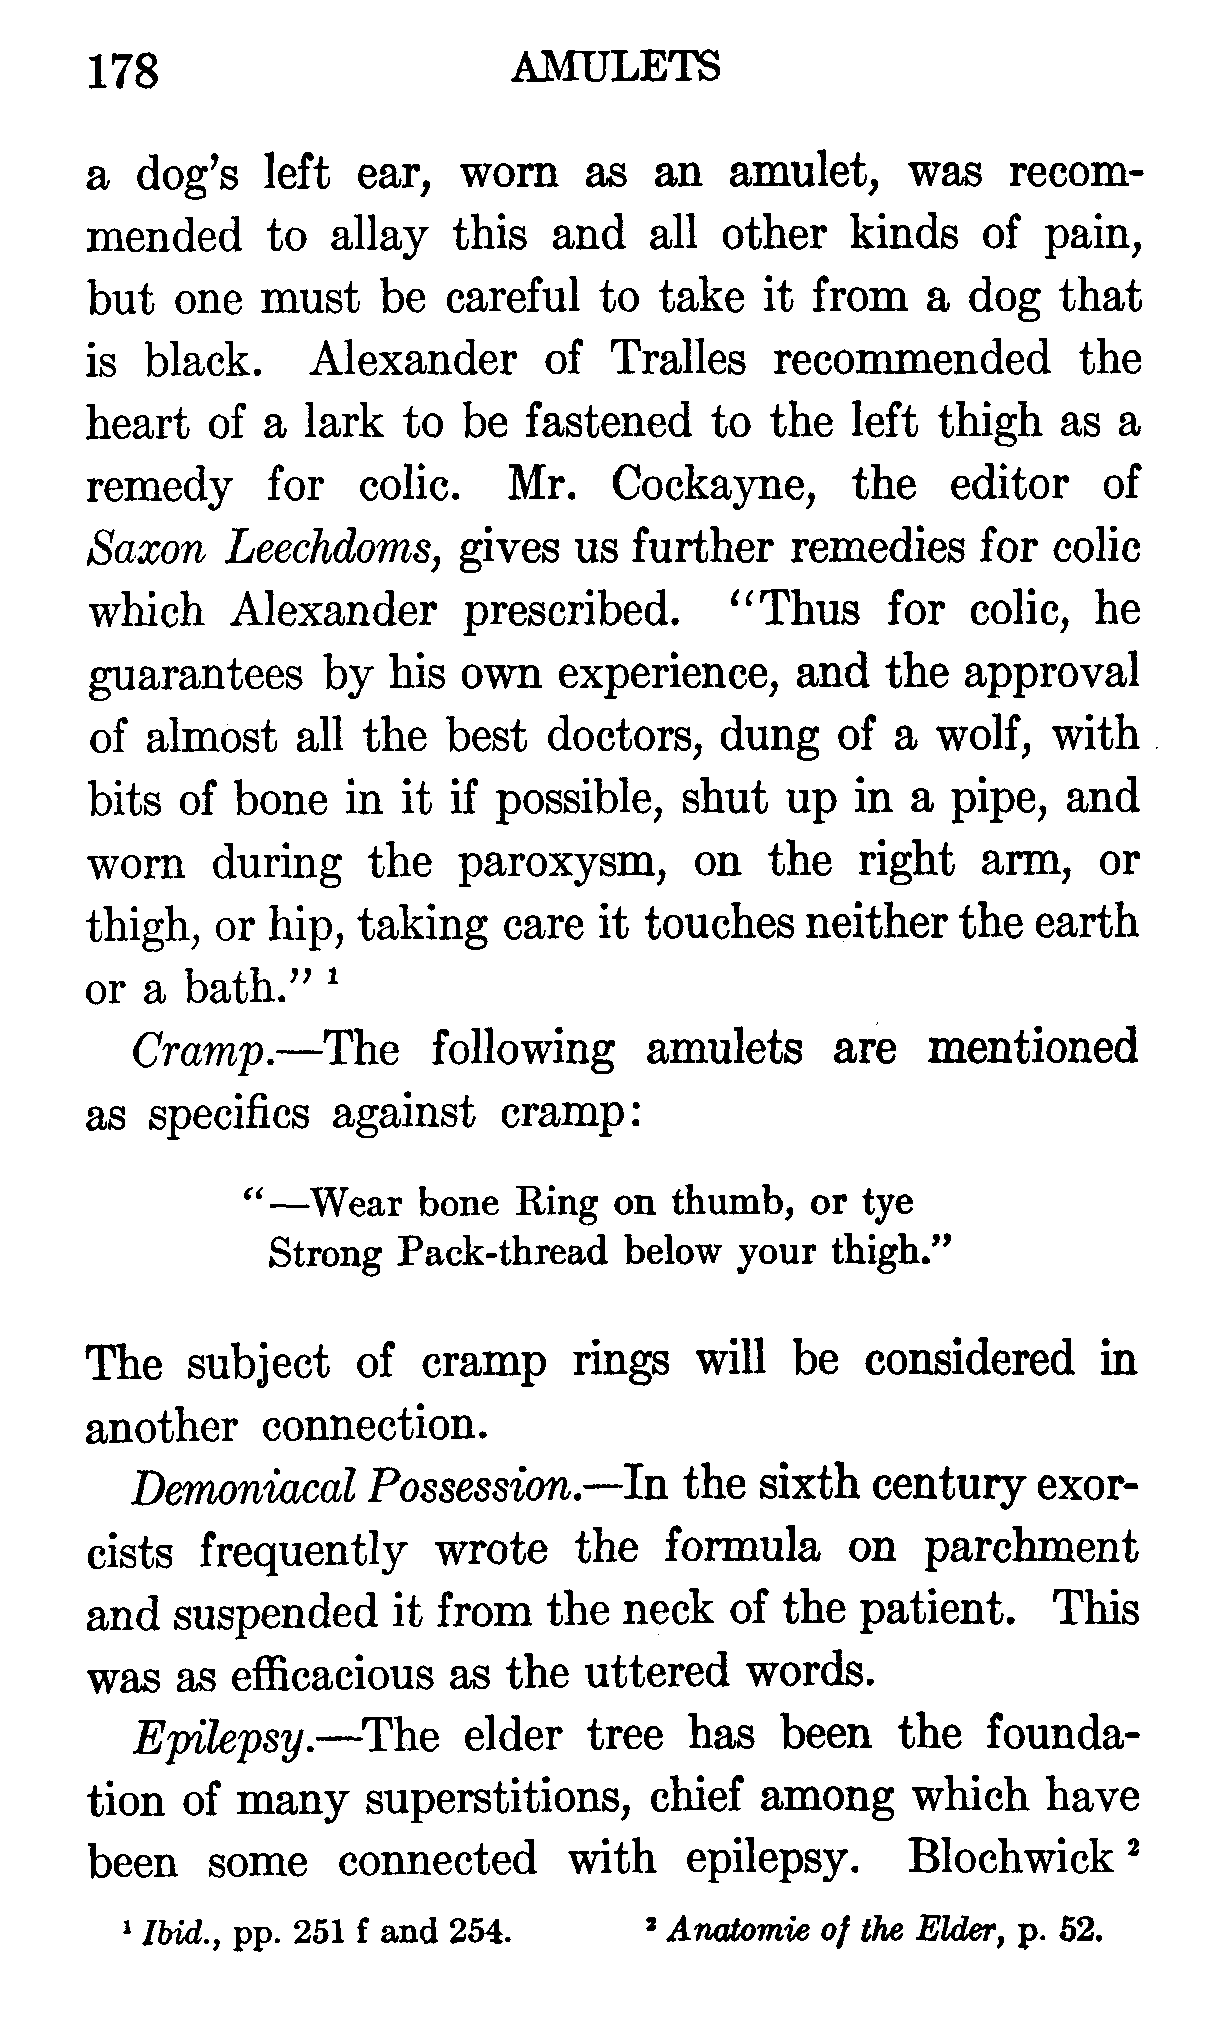 178 AMULETS
a dog's left ear, worn as an amulet, was recom-
mended to allay this and all other kinds of pain,
but one must be careful to take it from a dog that
is black. Alexander of Tralles recommended the
heart of a lark to be fastened to the left thigh as a
remedy for colic. Mr. Cockayne, the editor of
Saxon Leechdoms, gives us further remedies for colic
which Alexander prescribed. "Thus for colic, he
guarantees by his own experience, and the approval
of almost all the best doctors, dung of a wolf, with
bits of bone in it if possible, shut up in a pipe, and
worn during the paroxysm, on the right arm, or
thigh, or hip, taking care it touches neither the earth
or a bath." ¹
Cramp.—The following amulets are mentioned
as specifics against cramp:
"—Wear bone Ring on thumb, or tye
Strong Pack-thread below your thigh."
The subject of cramp rings will be considered in
another connection.
Demoniacal Possession.—In the sixth century exor-
cists frequently wrote the formula on parchment
and suspended it from the neck of the patient. This
was as efficacious as the uttered words.
Epilepsy.—The elder tree has been the founda-
tion of many superstitions, chief among which have
been some connected with epilepsy. Blochwick ²
¹ Ibid., pp. 251 f and 254. ² Anatomie of the Elder, p. 52.